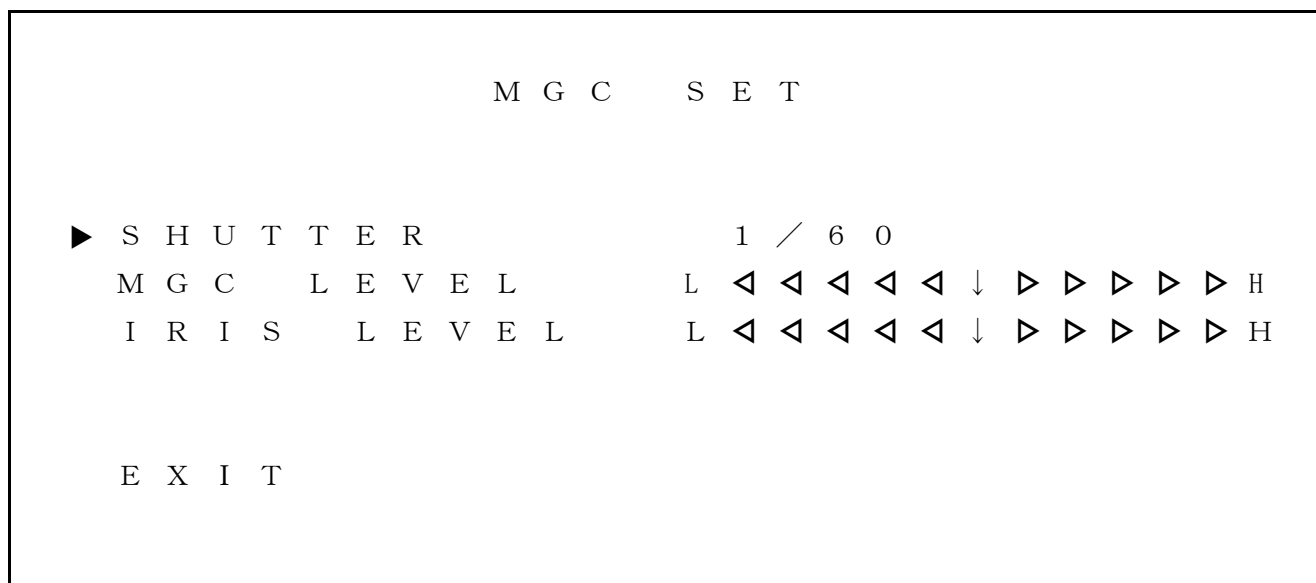 MGC SET
▶ SHUTTER 1／60
MGC LEVEL L ◁ ◁ ◁ ◁ ◁ ↓ ▷ ▷ ▷ ▷ ▷ H
IRIS LEVEL L ◁ ◁ ◁ ◁ ◁ ↓ ▷ ▷ ▷ ▷ ▷ H
EXIT